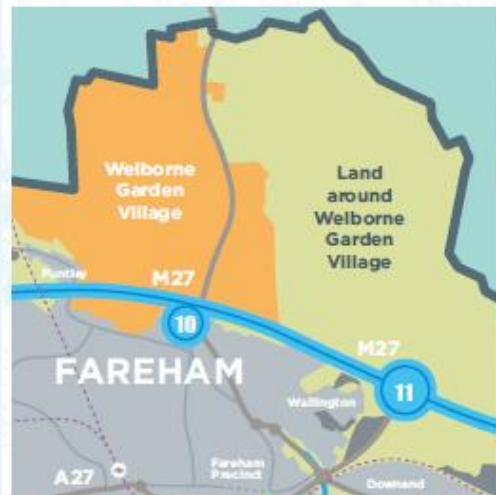 Welborne
Garden
Village
Land
around
Welborne
Garden
Village
Funtley
M27
10
M27
FAREHAM
11
Wallington
A27
Fareham
Precinct
Downend